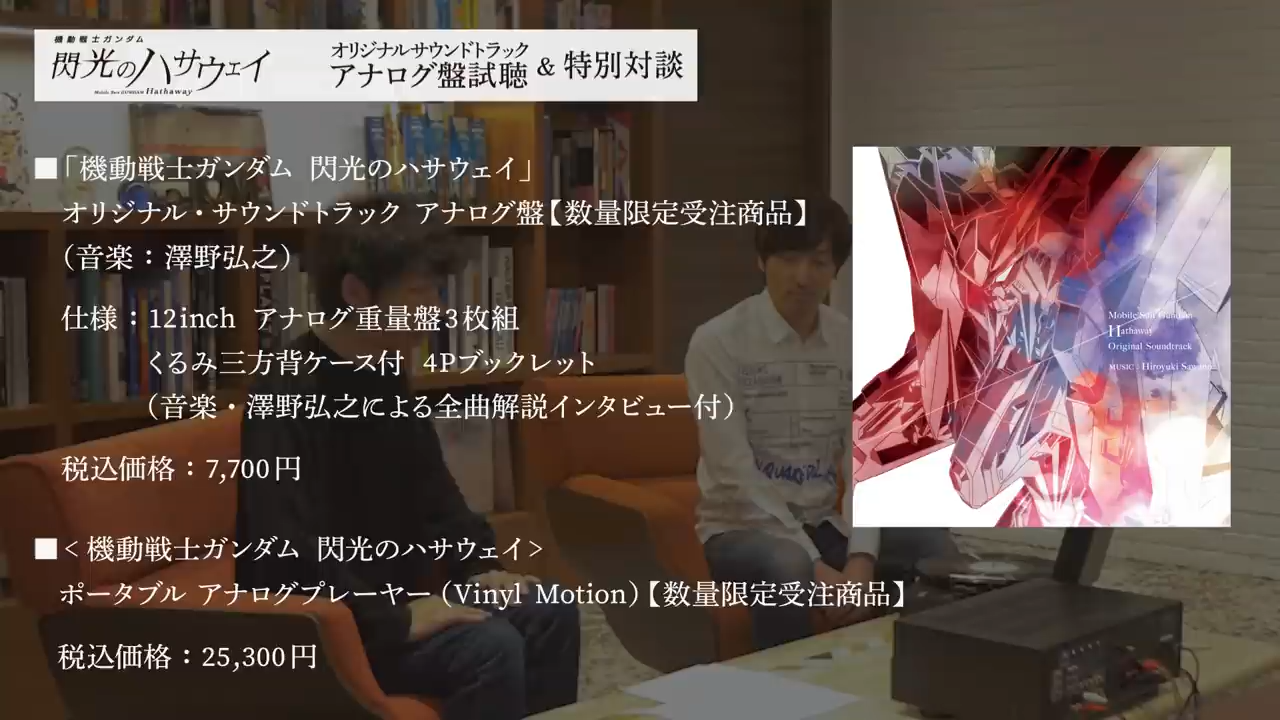 機動戦士ガンダム
閃光のハサウェイ
Mobile Suit GUNDAM Hathaway
オリジナルサウンドトラック
アナログ盤試聴 & 特別対談
■「機動戦士ガンダム 閃光のハサウェイ」
オリジナル・サウンドトラック アナログ盤【数量限定受注商品】
（音楽：澤野弘之）
仕様：12inch アナログ重量盤3枚組
くるみ三方背ケース付 4Pブックレット
（音楽・澤野弘之による全曲解説インタビュー付）
税込価格：7,700円
■<機動戦士ガンダム 閃光のハサウェイ>
ポータブル アナログプレーヤー（Vinyl Motion）【数量限定受注商品】
税込価格：25,300円
Mobile Suit Gundam
Hathaway
Original Soundtrack
MUSIC : Hiroyuki Sawano